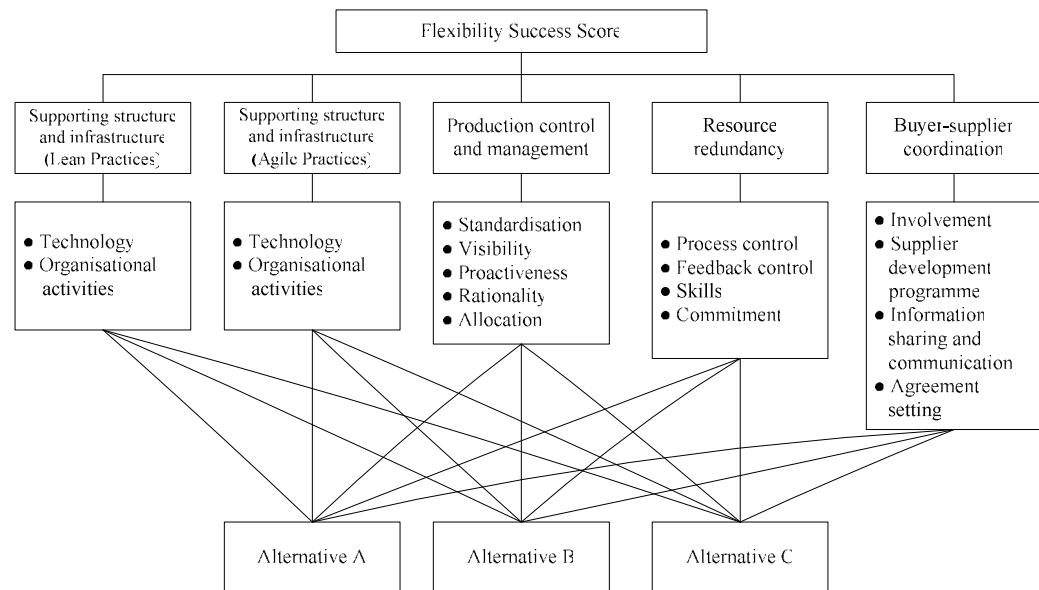 Flexibility Success Score
Supporting structure
and infrastructure
(Lean Practices)
Supporting structure
and infrastructure
(Agile Practices)
Production control
and management
Resource
redundancy
Buyer-supplier
coordination
● Technology
● Organisational
activities
● Technology
● Organisational
activities
● Standardisation
● Visibility
● Proactiveness
● Rationality
● Allocation
● Process control
● Feedback control
● Skills
● Commitment
● Involvement
● Supplier
development
programme
● Information
sharing and
communication
● Agreement
setting
Alternative A
Alternative B
Alternative C